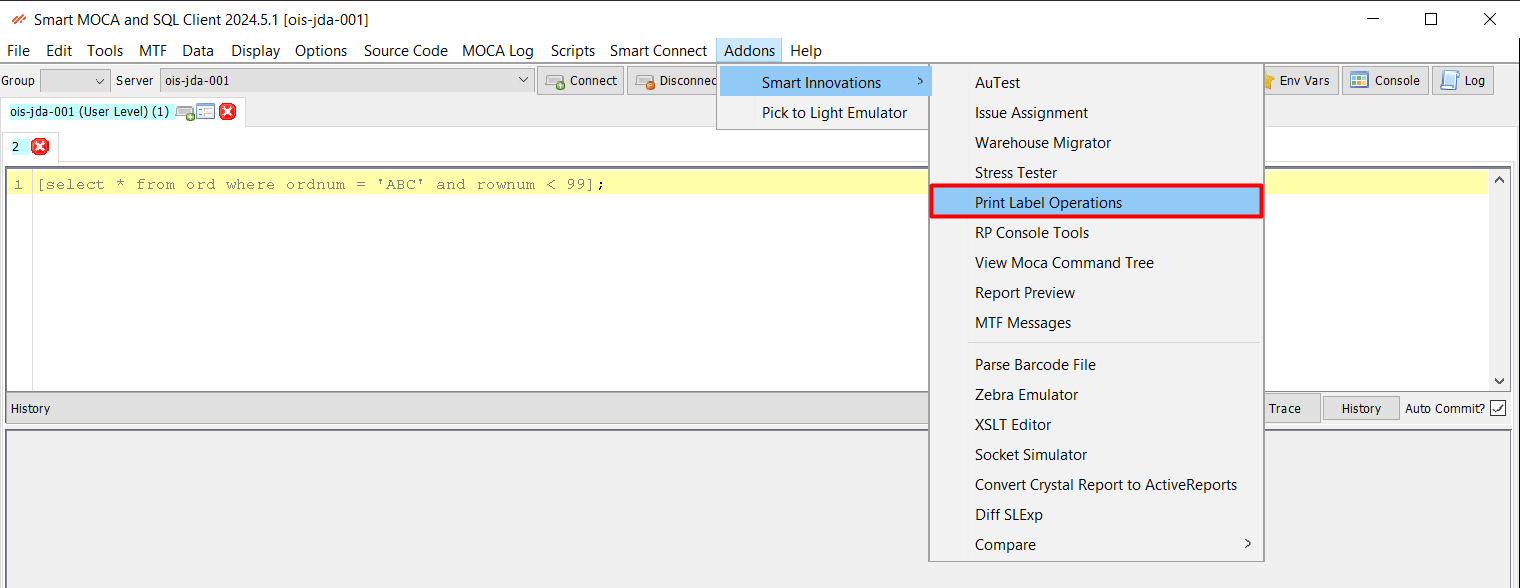 Smart MOCA and SQL Client 2024.5.1 [ois-jda-001]
File Edit Tools MTF Data Display Options Source Code MOCA Log Scripts Smart Connect Addons Help
Group Server ois-jda-001 Connect Disconnec Env Vars Console Log
Smart Innovations
Pick to Light Emulator
ois-jda-001 (User Level) (1)
2
1 [select * from ord where ordnum = 'ABC' and rownum < 99];
AuTest
Issue Assignment
Warehouse Migrator
Stress Tester
Print Label Operations
RP Console Tools
View Moca Command Tree
Report Preview
MTF Messages
Parse Barcode File
Zebra Emulator
XSLT Editor
Socket Simulator
Convert Crystal Report to ActiveReports
Diff SLExp
Compare
History Trace History Auto Commit?